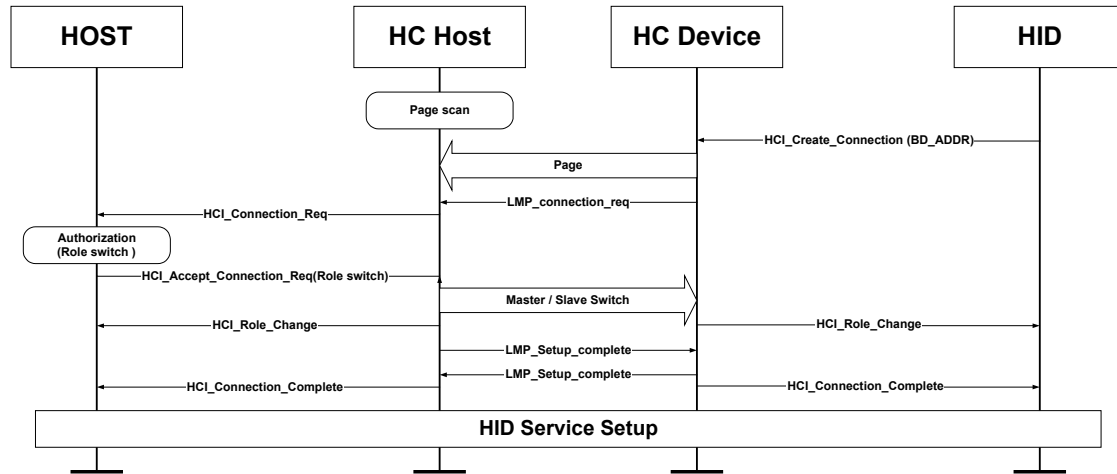 HOST
HC Host
HC Device
HID
Page scan
HCI_Create_Connection (BD_ADDR)
Page
LMP_connection_req
HCI_Connection_Req
Authorization
(Role switch )
HCI_Accept_Connection_Req(Role switch)
Master / Slave Switch
HCI_Role_Change
HCI_Role_Change
LMP_Setup_complete
LMP_Setup_complete
HCI_Connection_Complete
HCI_Connection_Complete
HID Service Setup